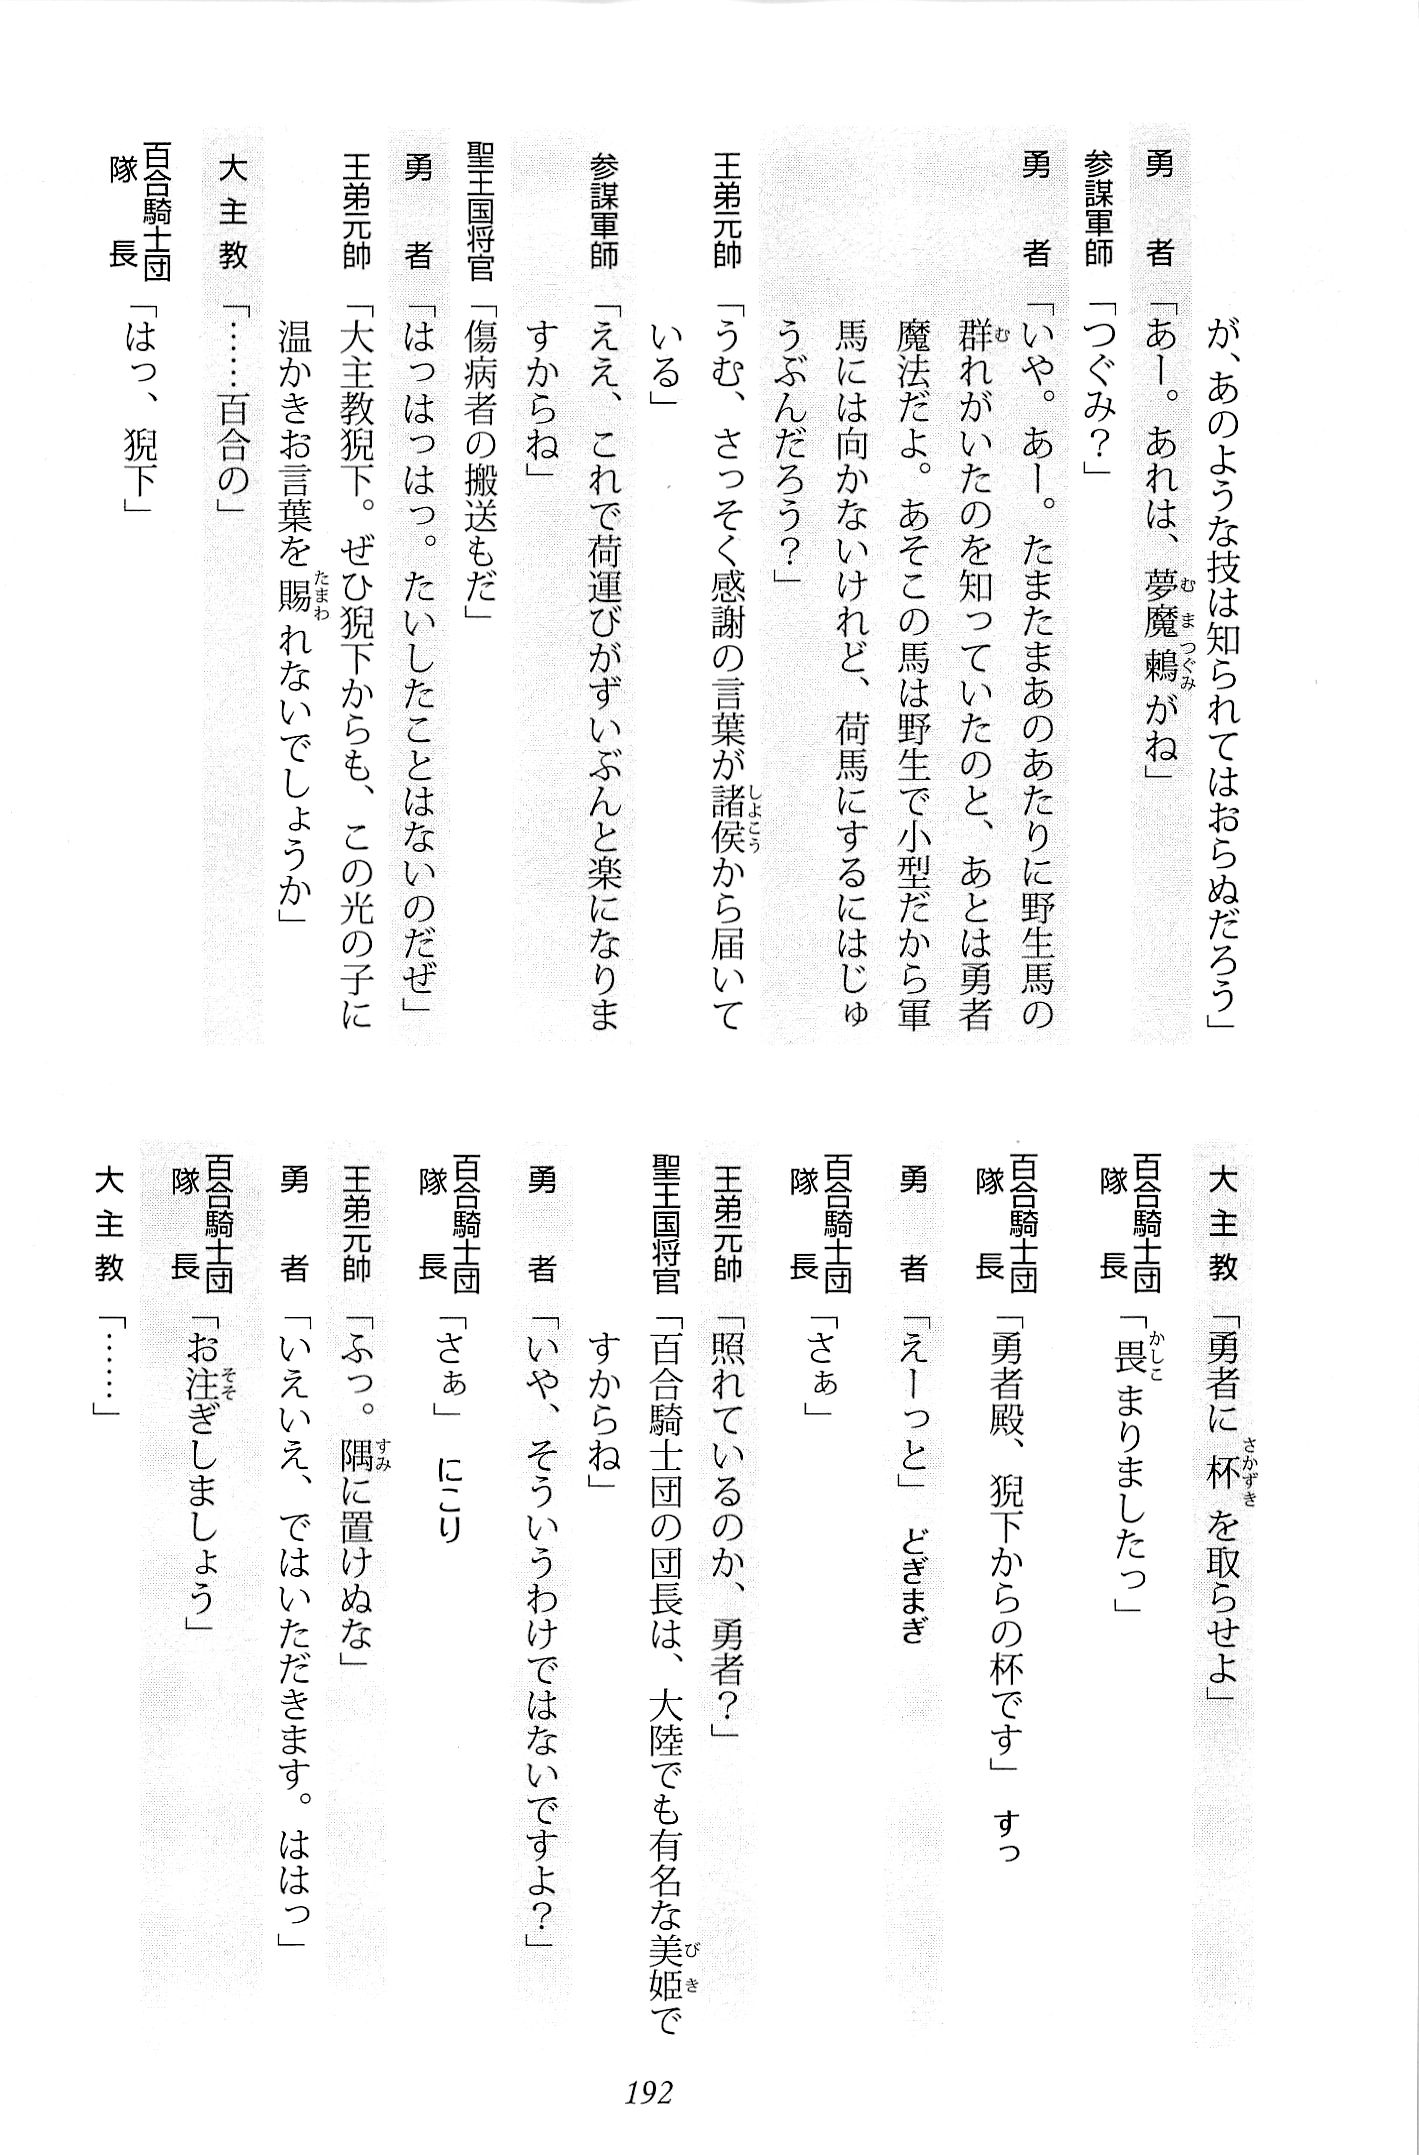 が、あのような技は知られてはおらぬだろう」
勇者「あー。あれは、夢魔鶫がね」
参謀軍師「つぐみ？」
勇者「いや。あー。たまたまあのあたりに野生馬の
群れがいたのを知っていたのと、あとは勇者
魔法だよ。あそこの馬は野生で小型だから軍
馬には向かないけれど、荷馬にするにはじゅ
うぶんだろう？」
王弟元帥「うむ、さっそく感謝の言葉が諸侯から届いて
いる」
参謀軍師「ええ、これで荷運びがずいぶんと楽になりま
すからね」
聖王国将官「傷病者の搬送もだ」
勇者「はっはっはっ。たいしたことはないのだぜ」
王弟元帥「大主教猊下。ぜひ猊下からも、この光の子に
温かきお言葉を賜れないでしょうか」
大主教「……百合の」
百合騎士団隊長「はっ、猊下」
大主教「勇者に杯を取らせよ」
百合騎士団隊長「畏まりましたっ」
百合騎士団隊長「勇者殿、猊下からの杯です」すっ
勇者「えーっと」どぎまぎ
百合騎士団隊長「さぁ」
王弟元帥「照れているのか、勇者？」
聖王国将官「百合騎士団の団長は、大陸でも有名な美姫で
すからね」
勇者「いや、そういうわけではないですよ？」
百合騎士団隊長「さぁ」にこり
王弟元帥「ふっ。隅に置けぬな」
勇者「いえいえ、ではいただきます。ははっ」
百合騎士団隊長「お注ぎしましょう」
大主教「……」
192